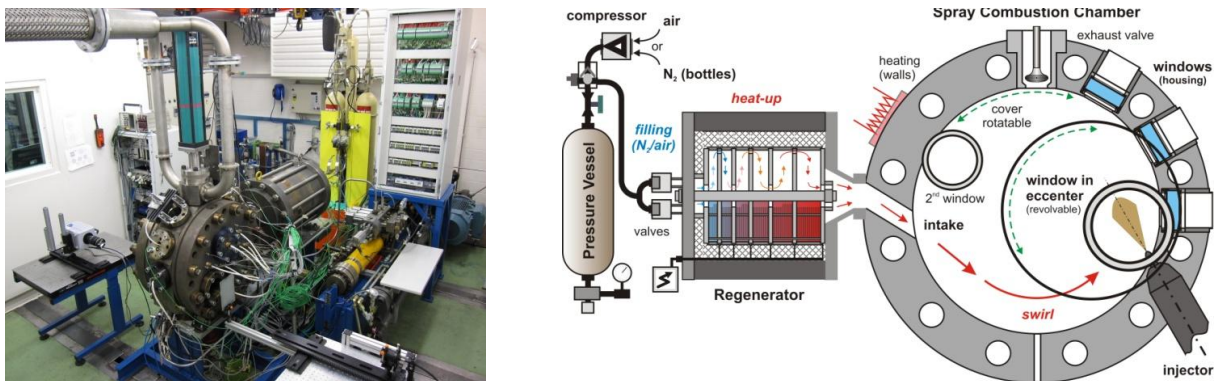 compressor
air
or
N₂ (bottles)
Pressure Vessel
filling
(N₂/air)
valves
heat-up
Regenerator
Spray Combustion Chamber
exhaust valve
heating
(walls)
windows
(housing)
cover
rotatable
2nd window
window in
eccenter
(revolvable)
intake
swirl
injector